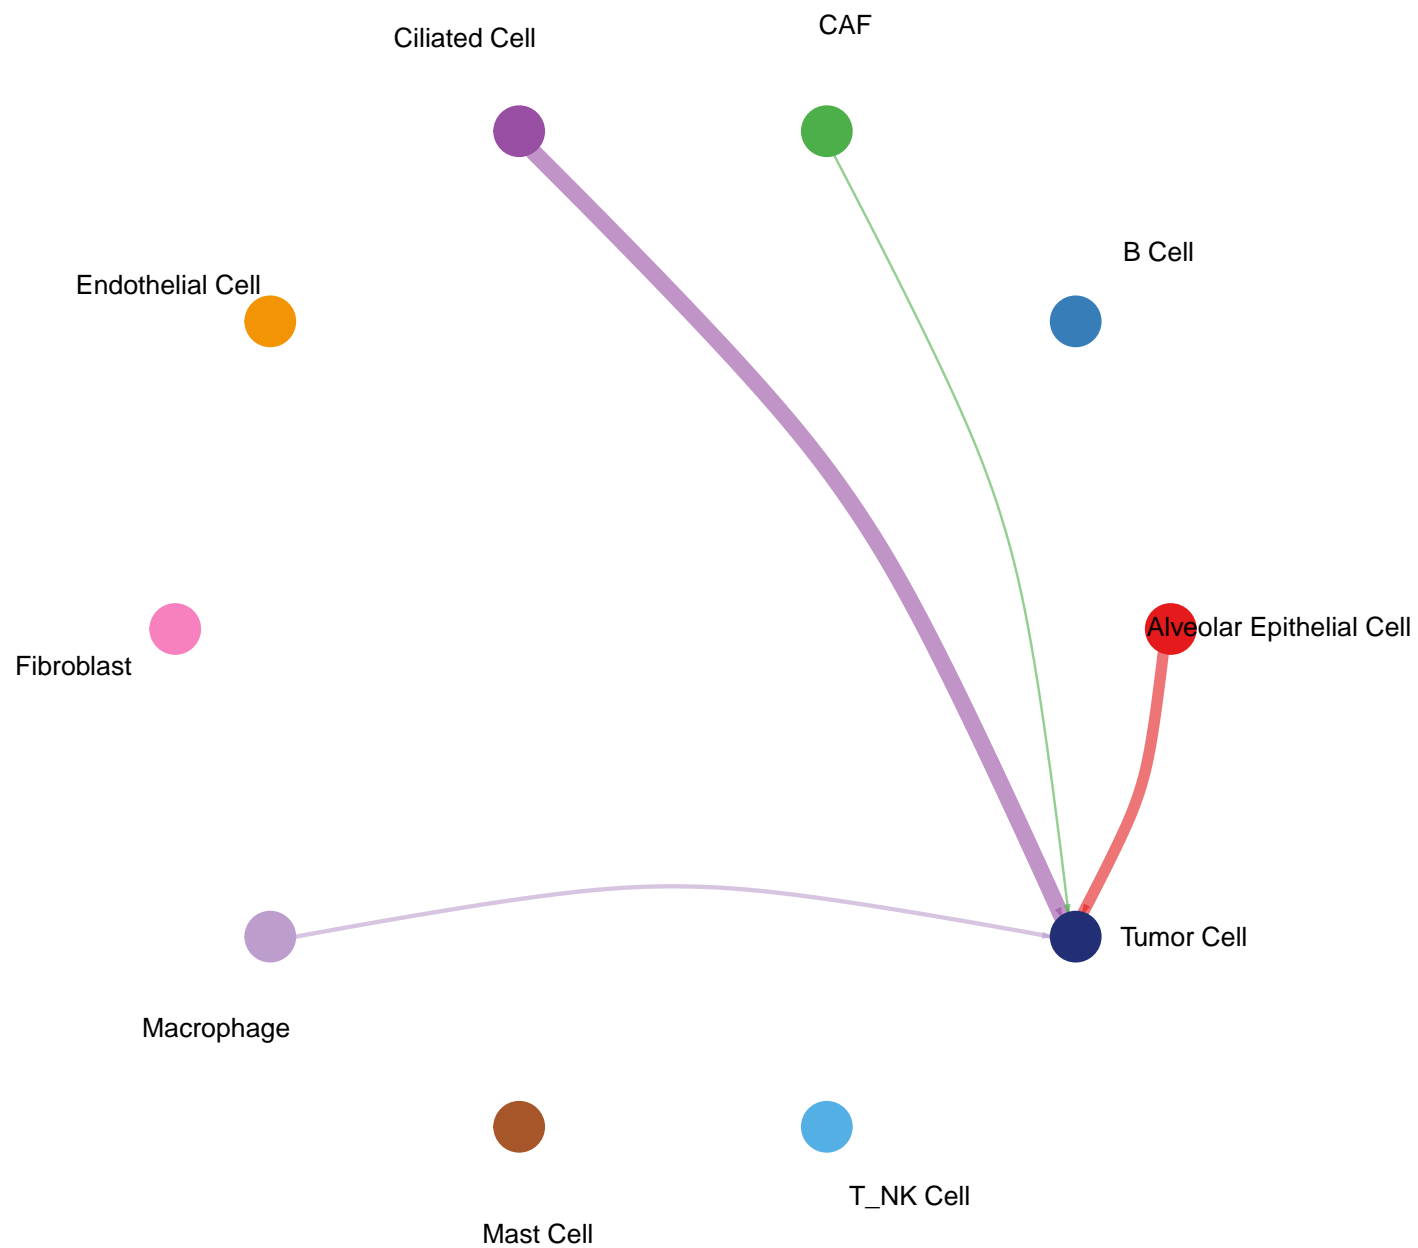 CAF
Ciliated Cell
B Cell
Endothelial Cell
Alveolar Epithelial Cell
Fibroblast
Tumor Cell
Macrophage
T_NK Cell
Mast Cell